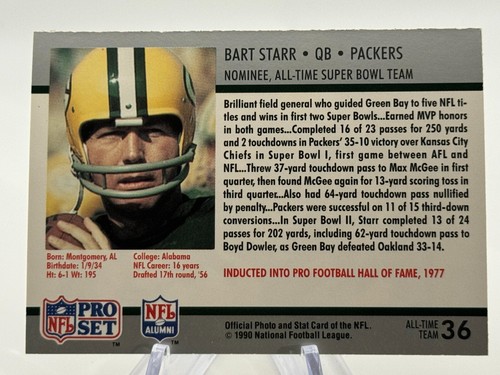 BART STARR • QB • PACKERS
NOMINEE, ALL-TIME SUPER BOWL TEAM
Brilliant field general who guided Green Bay to five NFL ti-
tles and wins in first two Super Bowls...Earned MVP
honors in both games...Completed 16 of 23 passes for 250 yards
and 2 touchdowns in Packers' 35-10 victory over Kansas City
Chiefs in Super Bowl I, first game between AFL and
NFL...Threw 37-yard touchdown pass to Max McGee in first
quarter, then found McGee again for 13-yard scoring toss in
third quarter...Also had 64-yard touchdown pass nullified
by penalty...Packers were successful on 11 of 15 third-down
conversions...In Super Bowl II, Starr completed 13 of 24
passes for 202 yards, including 62-yard touchdown pass to
Boyd Dowler, as Green Bay defeated Oakland 33-14.
INDUCTED INTO PRO FOOTBALL HALL OF FAME, 1977
Born: Montgomery, AL
Birthdate: 1/9/34
Ht: 6-1 Wt: 195
College: Alabama
NFL Career: 16 years
Drafted 17th round, '56
NFL PRO SET TM
NFL ALUMNI TM
Official Photo and Stat Card of the NFL.
© 1990 National Football League.
ALL-TIME
TEAM 36